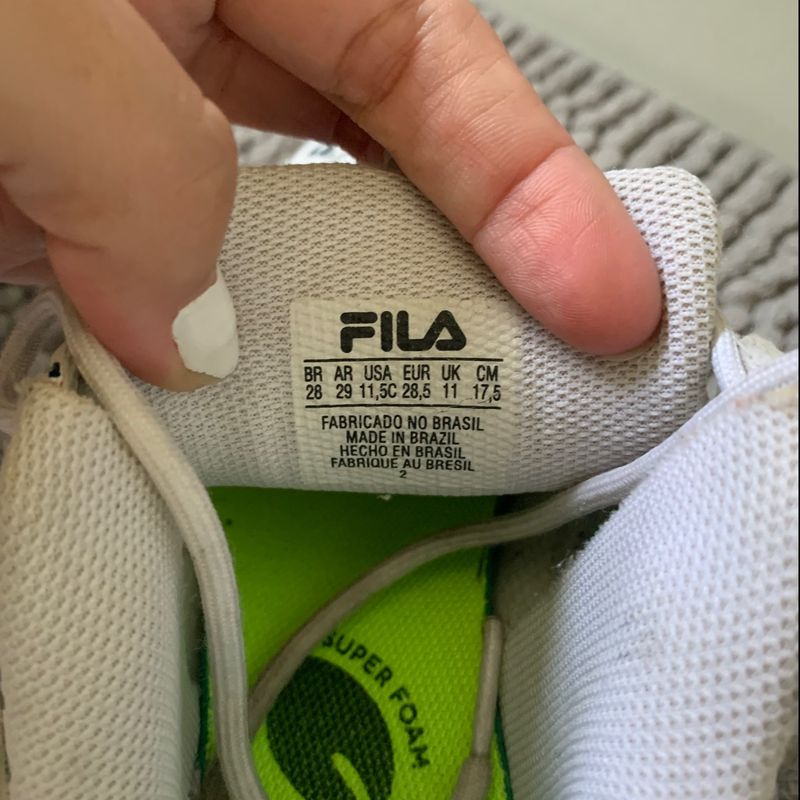 FILA
BR AR USA EUR UK CM
28 29 11,5C 28,5 11 17,5
FABRICADO NO BRASIL
MADE IN BRAZIL
HECHO EN BRASIL
FABRIQUE AU BRESIL
2
SUPER FOAM